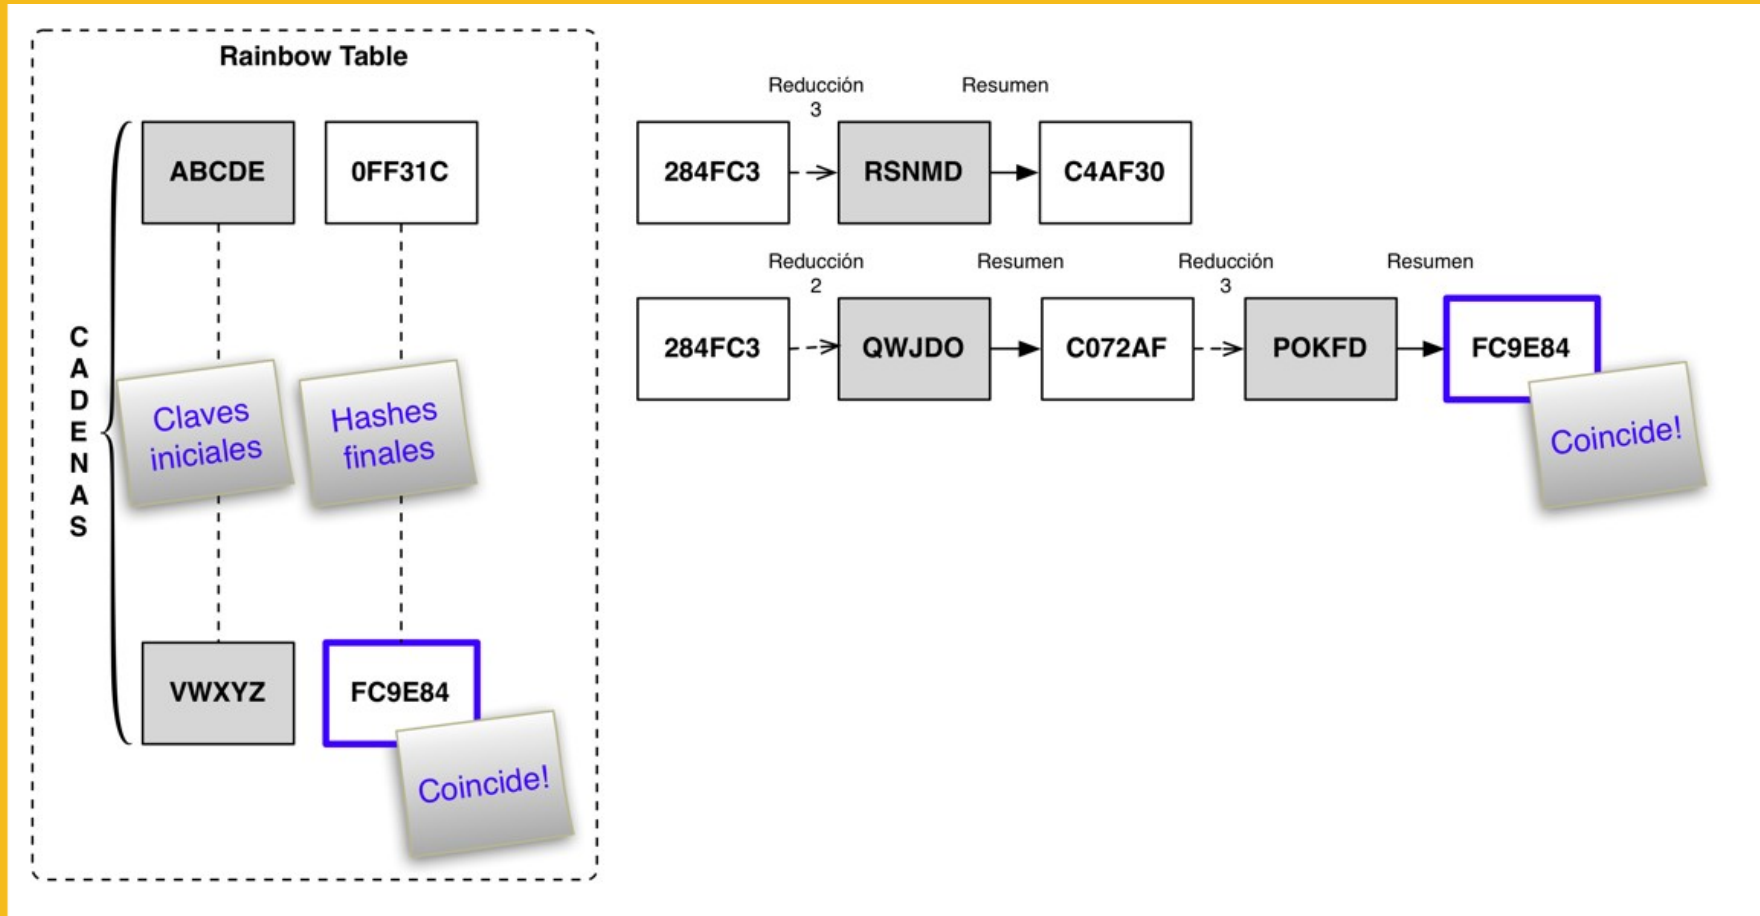 Rainbow Table
ABCDE
0FF31C
CADENAS
Claves
iniciales
Hashes
finales
VWXYZ
FC9E84
Coincide!
Reducción
3
Resumen
284FC3
RSNMD
C4AF30
Reducción
2
Resumen
Reducción
3
Resumen
284FC3
QWJDO
C072AF
POKFD
FC9E84
Coincide!